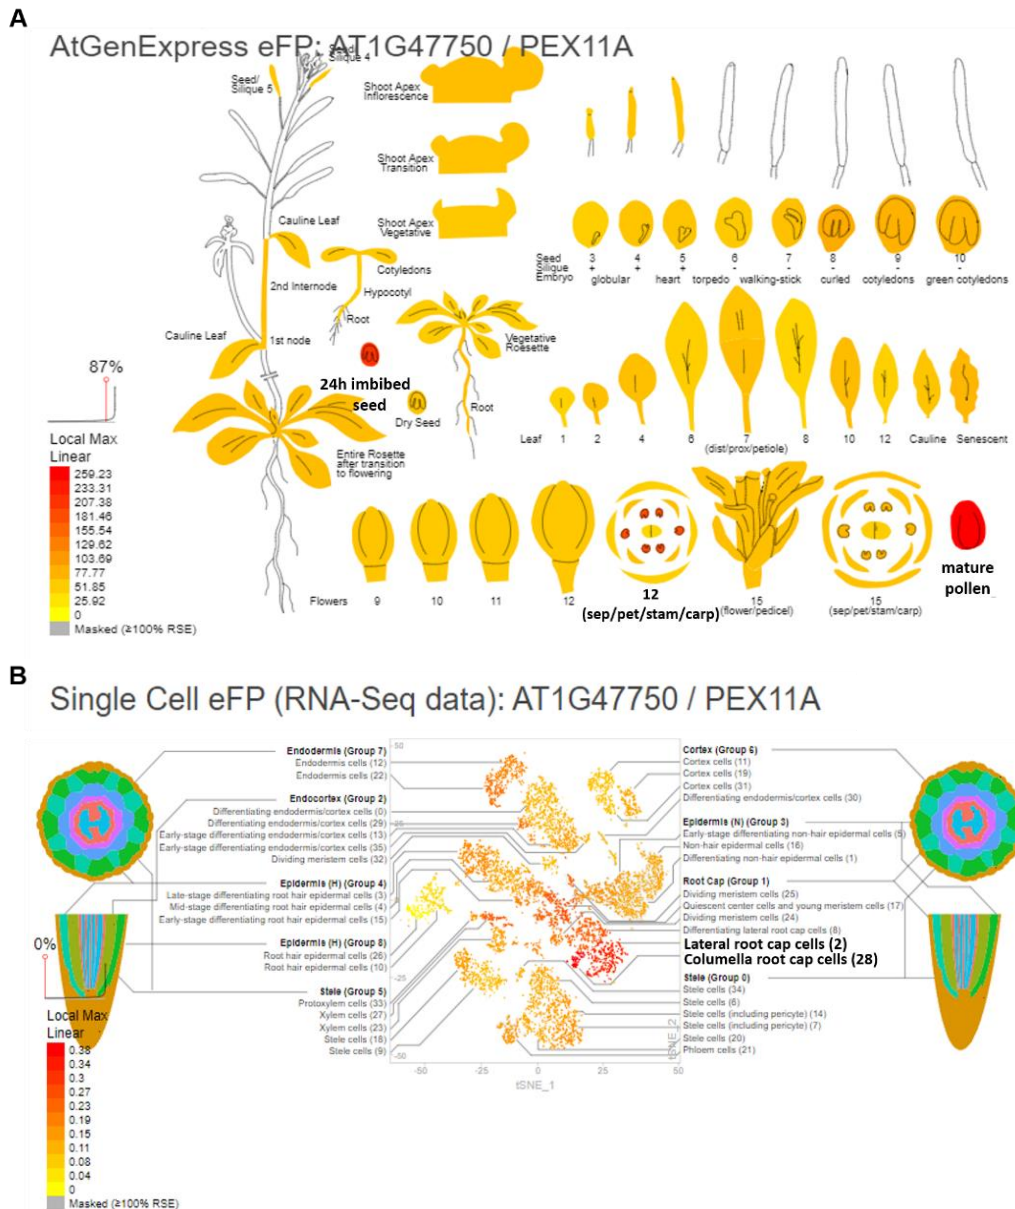 A
AtGenExpress eFP: AT1G47750 / PEX11A
Seed/
Silique 4
Seed/
Silique 5
Shoot Apex
Inflorescence
Shoot Apex
Transition
Shoot Apex
Vegetative
Cauline Leaf
Cotyledons
2nd Internode
Hypocotyl
Root
Cauline Leaf
1st node
Vegetative
Roesette
24h imbibed
seed
Dry Seed
Root
Entire Rosette
after transition
to flowering
Seed 3 4 5 6 7 8 9 10
Silique + + + - - - - -
Embryo globular heart torpedo walking-stick curled cotyledons green cotyledons
Leaf 1 2 4 6 7 8 10 12 Cauline Senescent
(dist/prox/petiole)
87%
Local Max
Linear
259.23
233.31
207.38
181.46
155.54
129.62
103.69
77.77
51.85
25.92
0
Masked (≥100% RSE)
Flowers 9 10 11 12 12 15 15
(sep/pet/stam/carp) (flower/pedicel) (sep/pet/stam/carp)
mature
pollen
B
Single Cell eFP (RNA-Seq data): AT1G47750 / PEX11A
Endodermis (Group 7)
Endodermis cells (12)
Endodermis cells (22)
Endocortex (Group 2)
Differentiating endodermis/cortex cells (0)
Differentiating endodermis/cortex cells (29)
Early-stage differentiating endodermis/cortex cells (13)
Early-stage differentiating endodermis/cortex cells (35)
Dividing meristem cells (32)
Epidermis (H) (Group 4)
Late-stage differentiating root hair epidermal cells (3)
Mid-stage differentiating root hair epidermal cells (4)
Early-stage differentiating root hair epidermal cells (15)
Epidermis (H) (Group 8)
Root hair epidermal cells (26)
Root hair epidermal cells (10)
Stele (Group 5)
Protoxylem cells (33)
Xylem cells (27)
Xylem cells (23)
Stele cells (18)
Stele cells (9)
50
25
-25
-50
-50 -25 0 25 50
tSNE_1
tSNE_2
Cortex (Group 6)
Cortex cells (11)
Cortex cells (19)
Cortex cells (31)
Differentiating endodermis/cortex cells (30)
Epidermis (N) (Group 3)
Early-stage differentiating non-hair epidermal cells (5)
Non-hair epidermal cells (16)
Differentiating non-hair epidermal cells (1)
Root Cap (Group 1)
Dividing meristem cells (25)
Quiescent center cells and young meristem cells (17)
Dividing meristem cells (24)
Differentiating lateral root cap cells (8)
Lateral root cap cells (2)
Columella root cap cells (28)
Stele (Group 0)
Stele cells (34)
Stele cells (6)
Stele cells (including pericyte) (14)
Stele cells (including pericyte) (7)
Stele cells (20)
Phloem cells (21)
0%
Local Max
Linear
0.38
0.34
0.3
0.27
0.23
0.19
0.15
0.11
0.08
0.04
0
Masked (≥100% RSE)